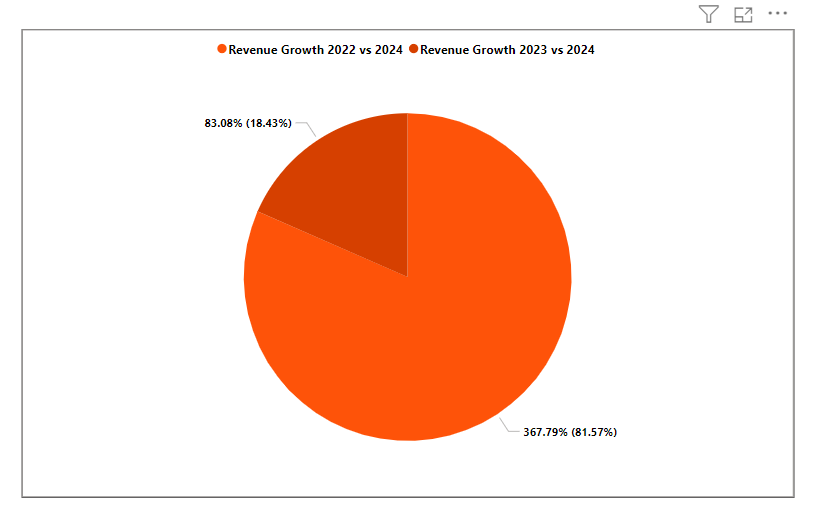 Revenue Growth 2022 vs 2024 Revenue Growth 2023 vs 2024
83.08% (18.43%)
367.79% (81.57%)